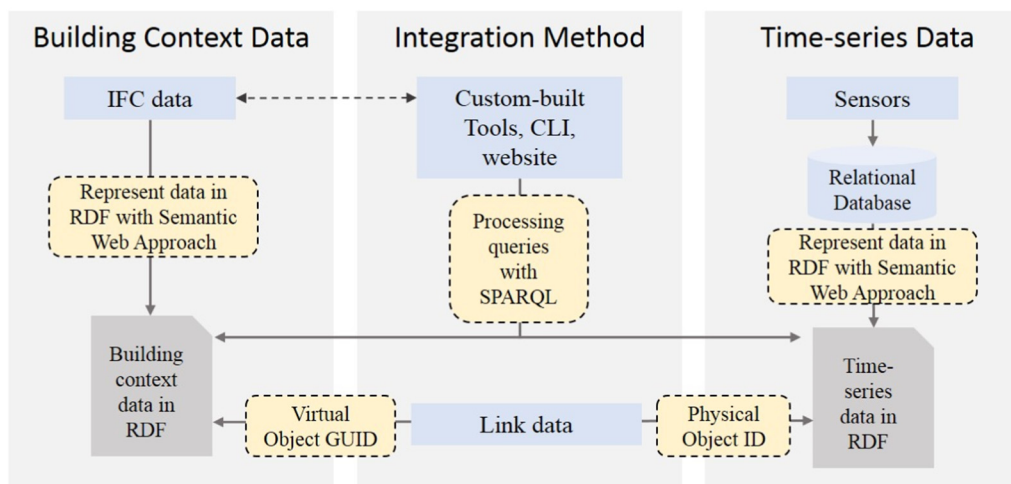 Building Context Data
Integration Method
Time-series Data
IFC data
Custom-built
Tools, CLI,
website
Sensors
Relational
Database
Represent data in
RDF with Semantic
Web Approach
Processing
queries
with
SPARQL
Represent data in
RDF with Semantic
Web Approach
Building
context
data in
RDF
Time-
series
data in
RDF
Virtual
Object GUID
Link data
Physical
Object ID